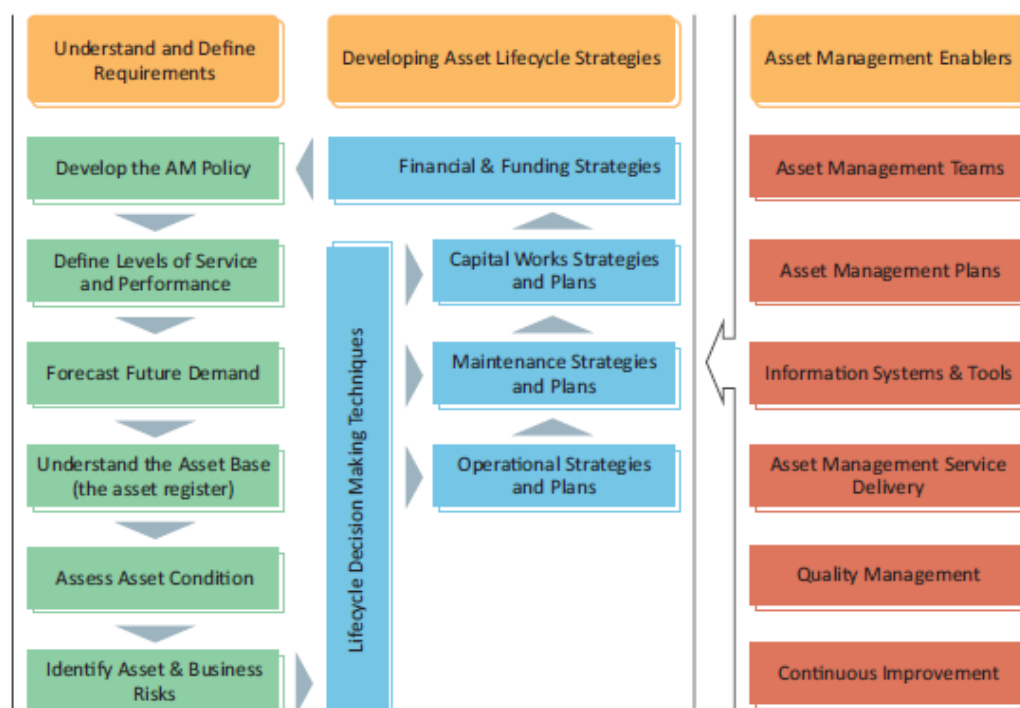 Understand and Define
Requirements
Developing Asset Lifecycle Strategies
Asset Management Enablers
Develop the AM Policy
Define Levels of Service
and Performance
Forecast Future Demand
Understand the Asset Base
(the asset register)
Assess Asset Condition
Identify Asset & Business
Risks
Lifecycle Decision Making Techniques
Financial & Funding Strategies
Capital Works Strategies
and Plans
Maintenance Strategies
and Plans
Operational Strategies
and Plans
Asset Management Teams
Asset Management Plans
Information Systems & Tools
Asset Management Service
Delivery
Quality Management
Continuous Improvement